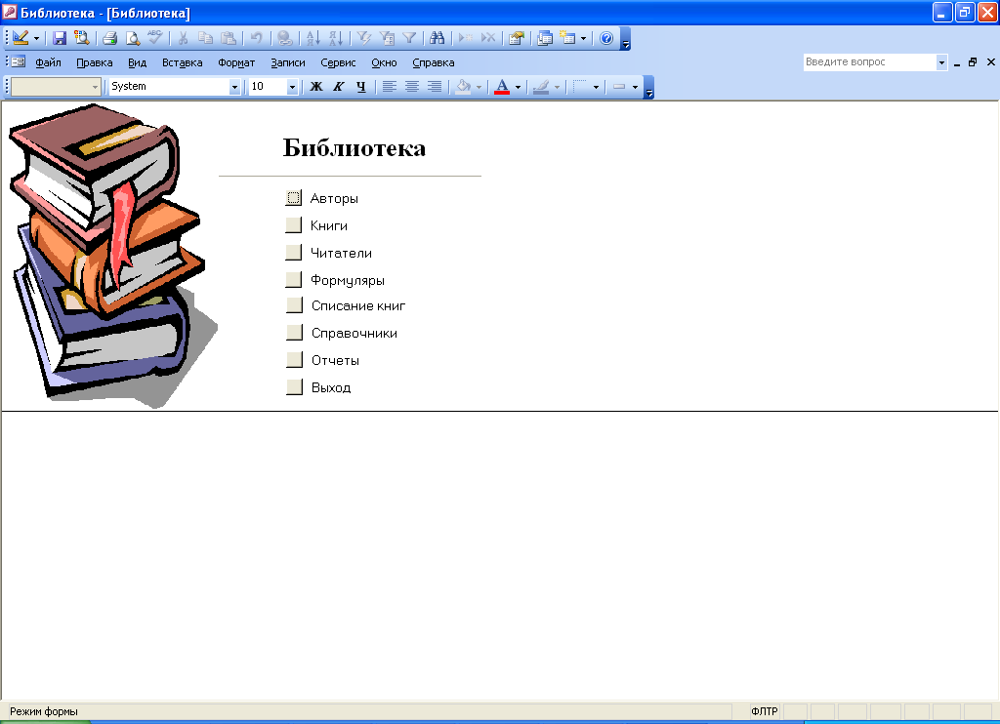 Библиотека - [Библиотека]
Файл Правка Вид Вставка Формат Записи Сервис Окно Справка Введите вопрос
System 10 Ж К Ч
Библиотека
Авторы
Книги
Читатели
Формуляры
Списание книг
Справочники
Отчеты
Выход
Режим формы ФЛТР